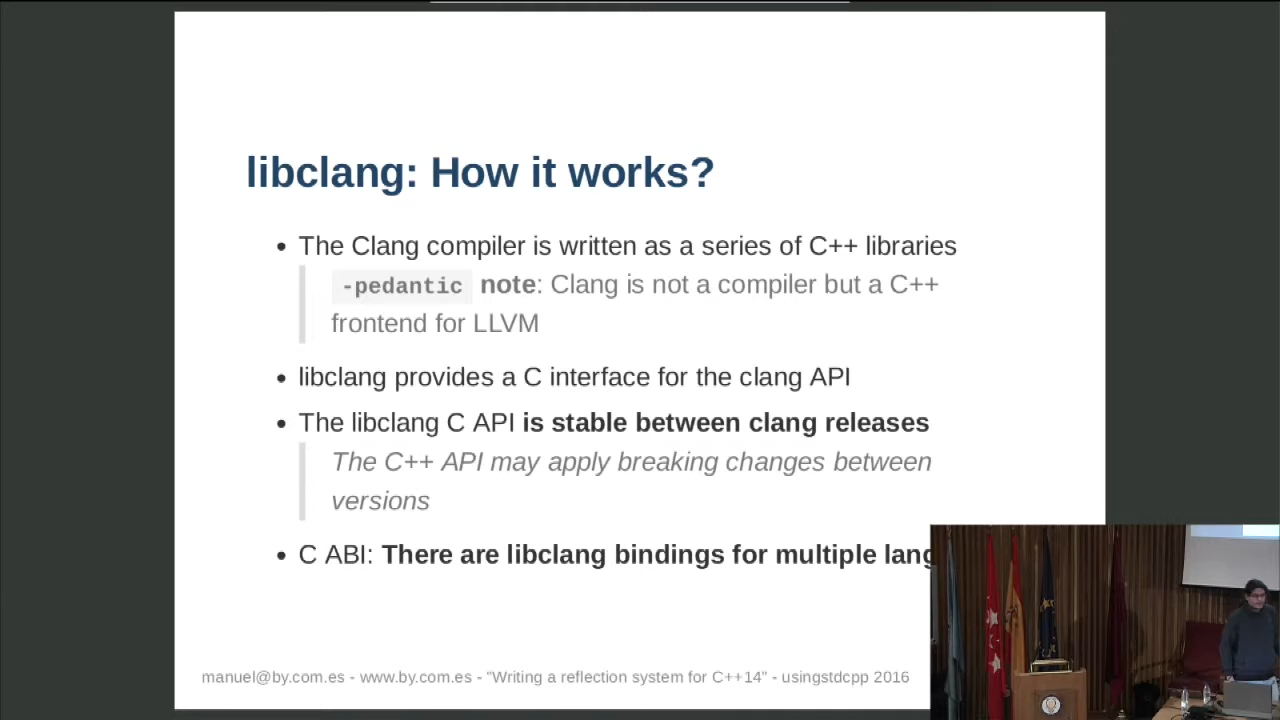 libclang: How it works?
• The Clang compiler is written as a series of C++ libraries
-pedantic note: Clang is not a compiler but a C++
frontend for LLVM
• libclang provides a C interface for the clang API
• The libclang C API is stable between clang releases
The C++ API may apply breaking changes between
versions
• C ABI: There are libclang bindings for multiple lang
manuel@by.com.es - www.by.com.es - "Writing a reflection system for C++14" - usingstdcpp 2016